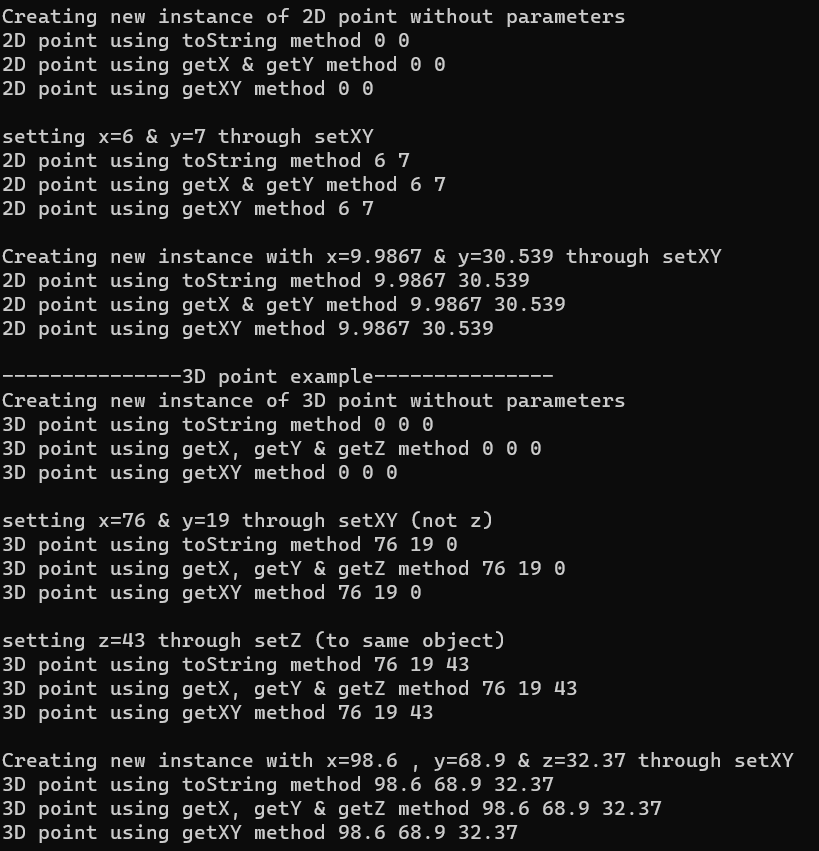 Creating new instance of 2D point without parameters
2D point using toString method 0 0
2D point using getX & getY method 0 0
2D point using getXY method 0 0
setting x=6 & y=7 through setXY
2D point using toString method 6 7
2D point using getX & getY method 6 7
2D point using getXY method 6 7
Creating new instance with x=9.9867 & y=30.539 through setXY
2D point using toString method 9.9867 30.539
2D point using getX & getY method 9.9867 30.539
2D point using getXY method 9.9867 30.539
---------------3D point example---------------
Creating new instance of 3D point without parameters
3D point using toString method 0 0 0
3D point using getX, getY & getZ method 0 0 0
3D point using getXY method 0 0 0
setting x=76 & y=19 through setXY (not z)
3D point using toString method 76 19 0
3D point using getX, getY & getZ method 76 19 0
3D point using getXY method 76 19 0
setting z=43 through setZ (to same object)
3D point using toString method 76 19 43
3D point using getX, getY & getZ method 76 19 43
3D point using getXY method 76 19 43
Creating new instance with x=98.6 , y=68.9 & z=32.37 through setXY
3D point using toString method 98.6 68.9 32.37
3D point using getX, getY & getZ method 98.6 68.9 32.37
3D point using getXY method 98.6 68.9 32.37